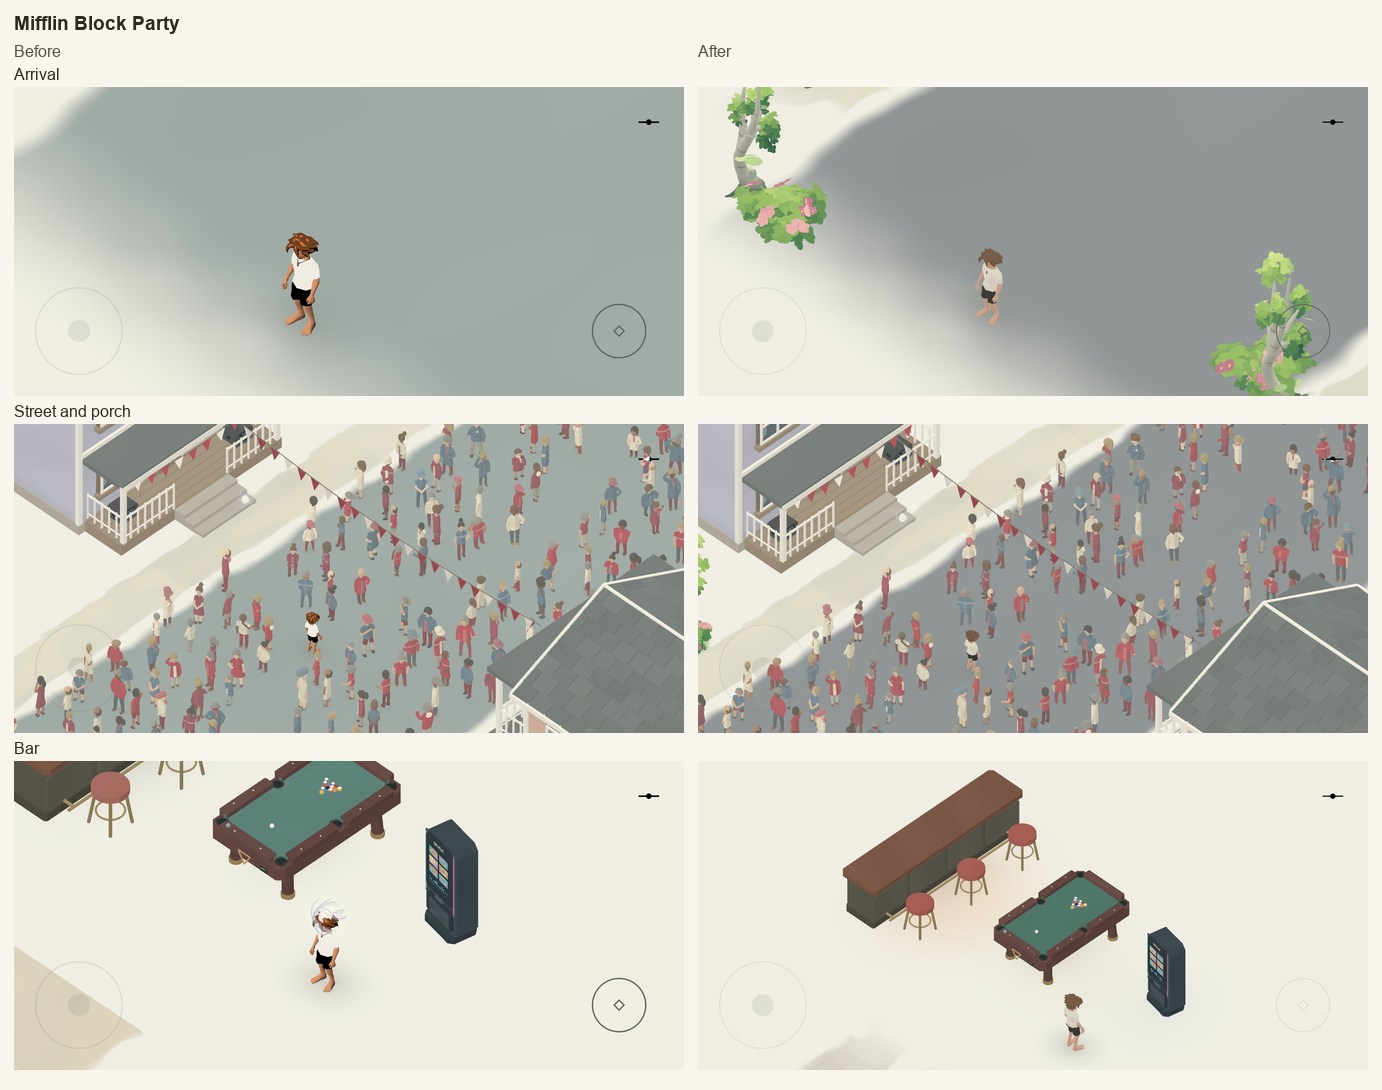 Mifflin Block Party
Before
After
Arrival
Street and porch
Bar